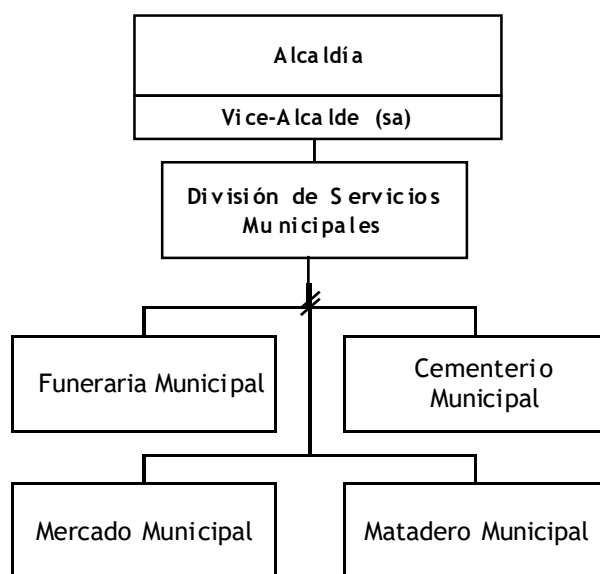 Alcaldía
Vice-Alcalde (sa)
División de Servicios
Municipales
Funeraria Municipal
Cementerio
Municipal
Mercado Municipal
Matadero Municipal